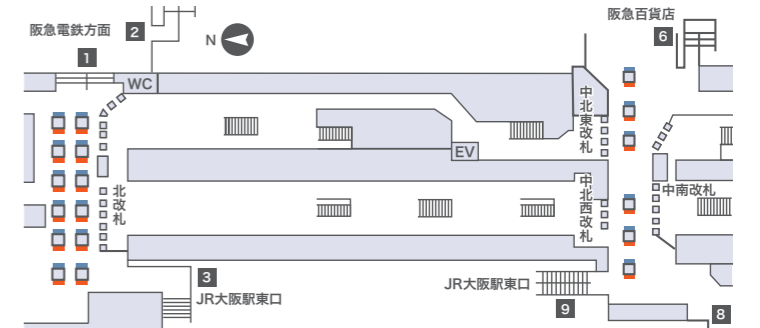 阪急百貨店
阪急電鉄方面
2
6
N
1
WC
中北東改札
EV
中北西改札
北改札
中南改札
3
JR大阪駅東口
JR大阪駅東口
9
8